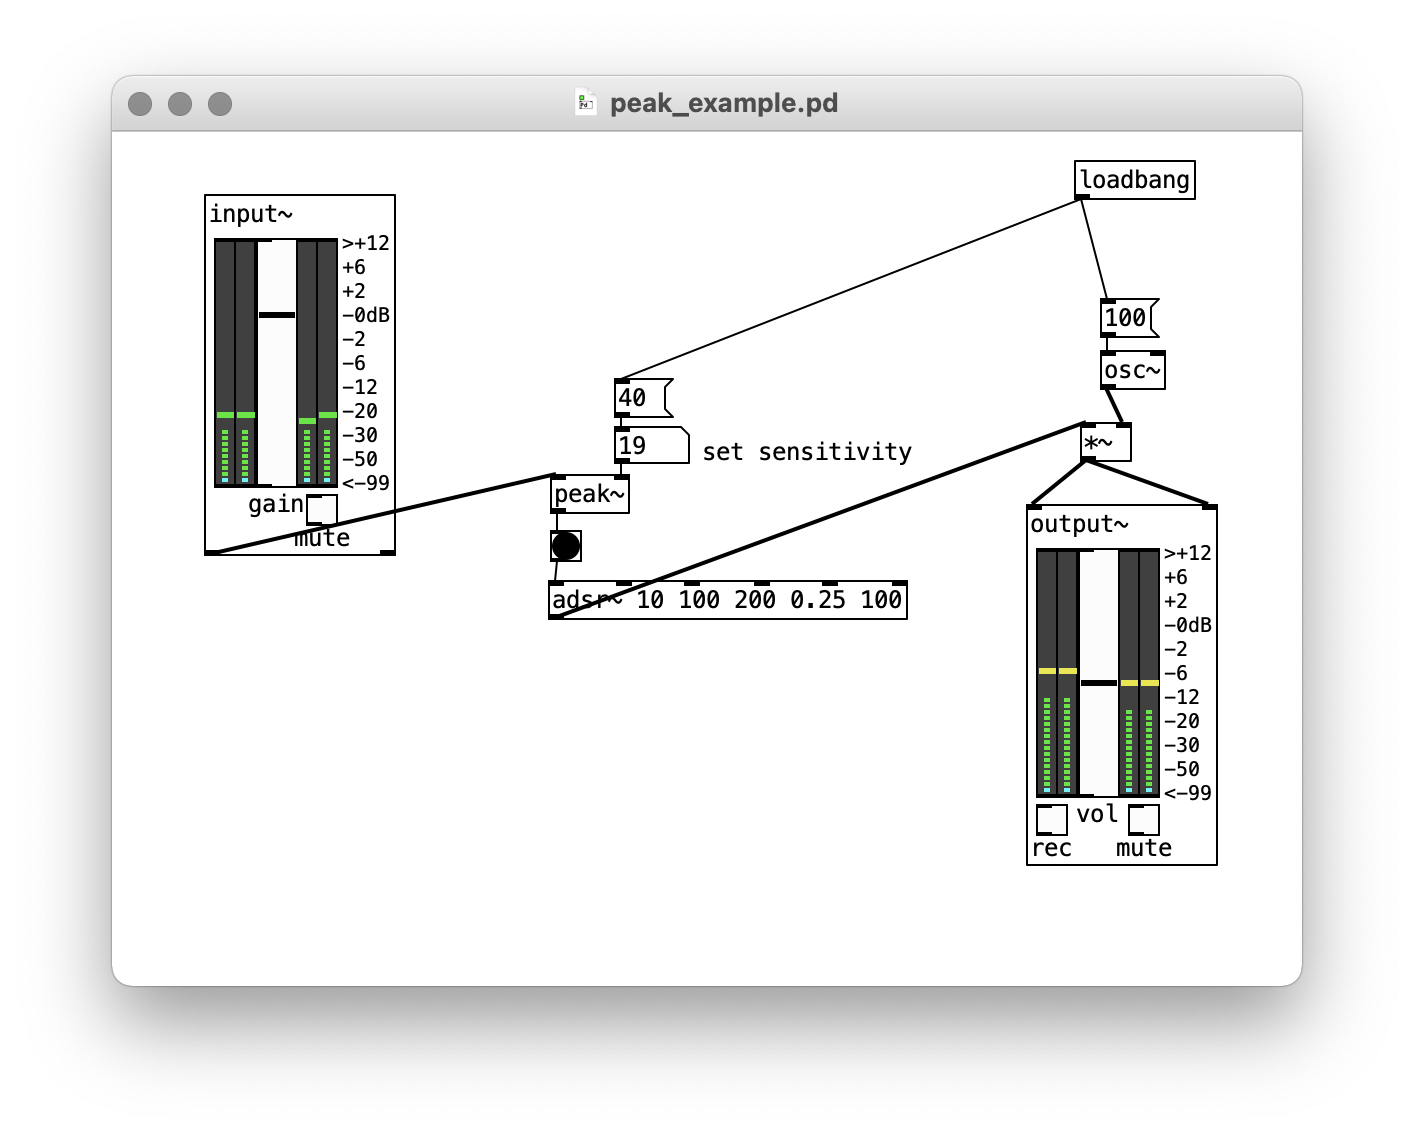 peak_example.pd
loadbang
input~
>+12
+6
+2
-0dB
-2
-6
-12
-20
-30
-50
<-99
gain
mute
100
osc~
40
19
set sensitivity
*~
peak~
adsr~ 10 100 200 0.25 100
output~
>+12
+6
+2
-0dB
-2
-6
-12
-20
-30
-50
<-99
vol
rec
mute